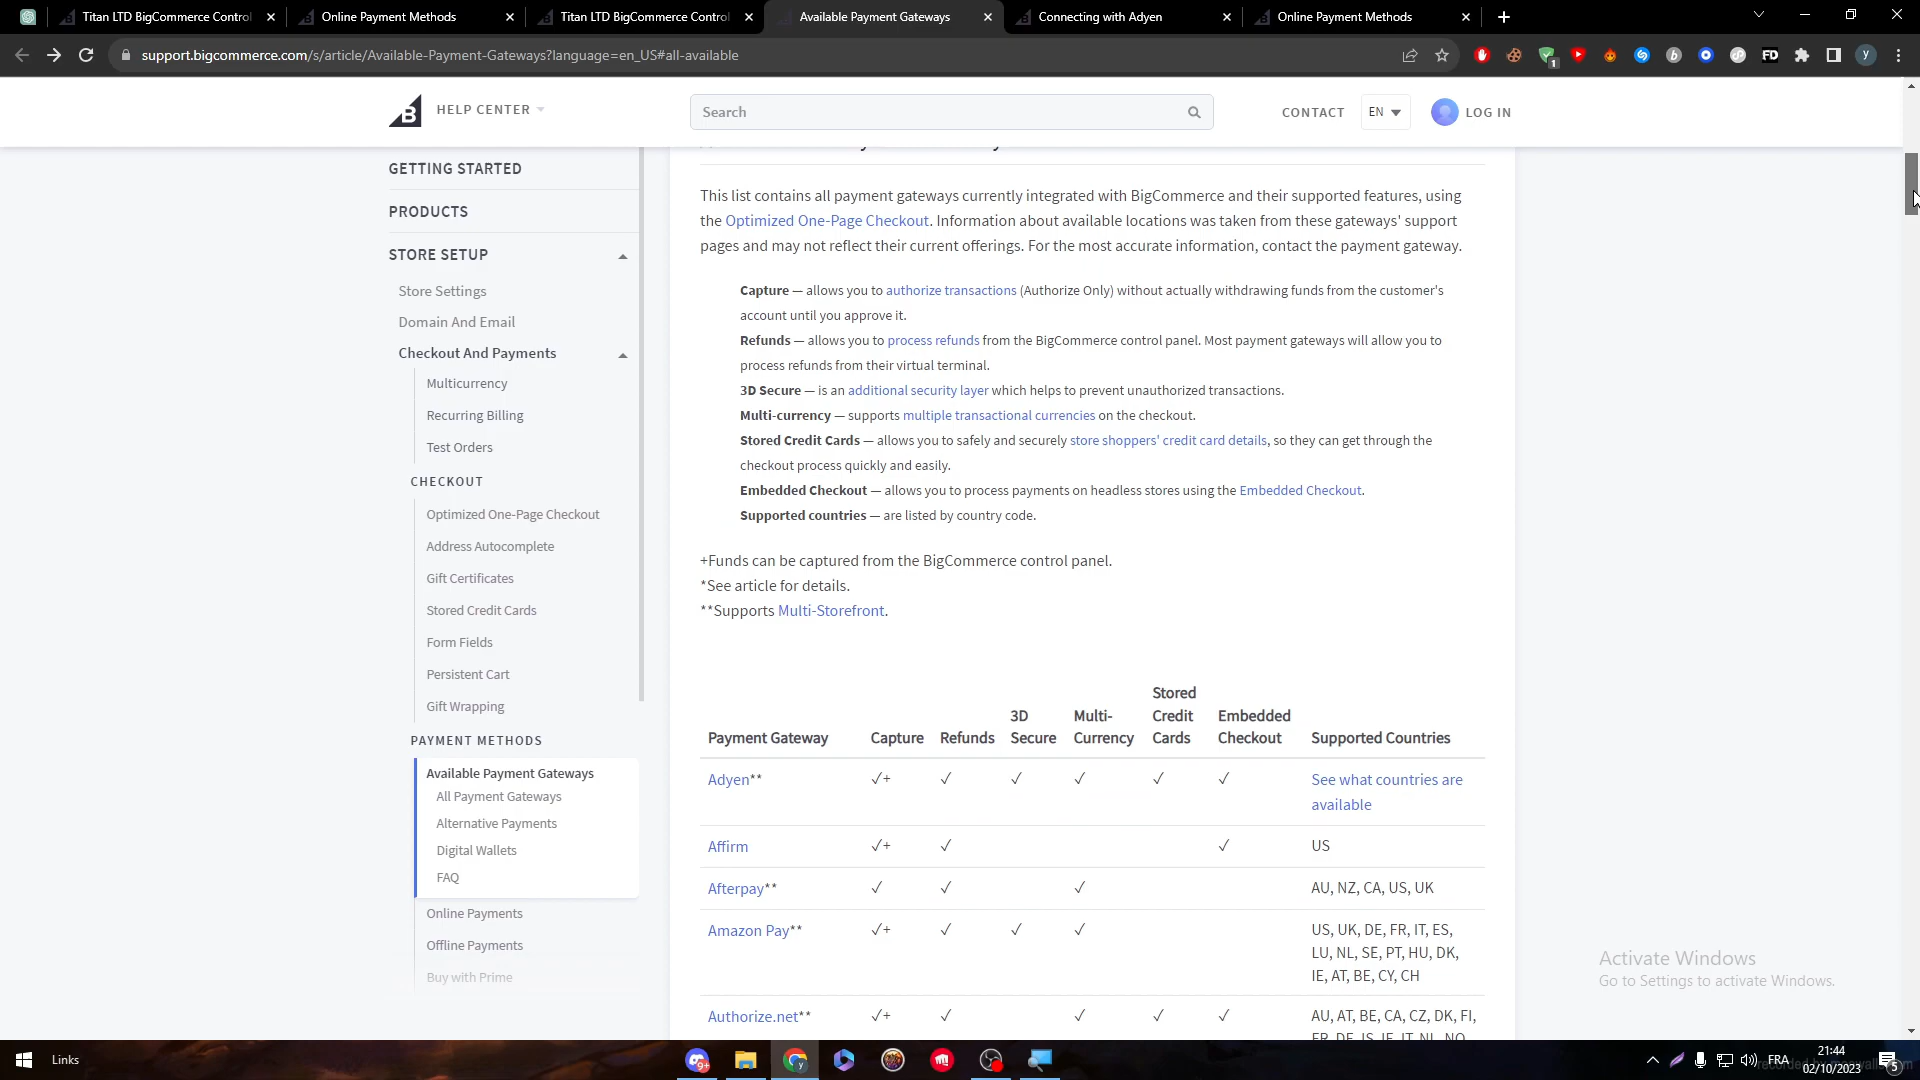 Titan LTD BigCommerce Control
Online Payment Methods
Titan LTD BigCommerce Control
Available Payment Gateways
Connecting with Adyen
Online Payment Methods
support.bigcommerce.com/s/article/Available-Payment-Gateways?language=en_US#all-available
HELP CENTER
Search
CONTACT
EN
LOG IN
GETTING STARTED
PRODUCTS
STORE SETUP
Store Settings
Domain And Email
Checkout And Payments
Multicurrency
Recurring Billing
Test Orders
CHECKOUT
Optimized One-Page Checkout
Address Autocomplete
Gift Certificates
Stored Credit Cards
Form Fields
Persistent Cart
Gift Wrapping
PAYMENT METHODS
Available Payment Gateways
All Payment Gateways
Alternative Payments
Digital Wallets
FAQ
Online Payments
Offline Payments
Buy with Prime
This list contains all payment gateways currently integrated with BigCommerce and their supported features, using
the Optimized One-Page Checkout. Information about available locations was taken from these gateways' support
pages and may not reflect their current offerings. For the most accurate information, contact the payment gateway.
Capture — allows you to authorize transactions (Authorize Only) without actually withdrawing funds from the customer's
account until you approve it.
Refunds — allows you to process refunds from the BigCommerce control panel. Most payment gateways will allow you to
process refunds from their virtual terminal.
3D Secure — is an additional security layer which helps to prevent unauthorized transactions.
Multi-currency — supports multiple transactional currencies on the checkout.
Stored Credit Cards — allows you to safely and securely store shoppers' credit card details, so they can get through the
checkout process quickly and easily.
Embedded Checkout — allows you to process payments on headless stores using the Embedded Checkout.
Supported countries — are listed by country code.
+Funds can be captured from the BigCommerce control panel.
*See article for details.
**Supports Multi-Storefront.
Payment Gateway Capture Refunds 3D Secure Multi-Currency Stored Credit Cards Embedded Checkout Supported Countries
Adyen** ✓+ ✓ ✓ ✓ ✓ ✓ See what countries are
available
Affirm ✓+ ✓ ✓ US
Afterpay** ✓ ✓ ✓ AU, NZ, CA, US, UK
Amazon Pay** ✓+ ✓ ✓ ✓ US, UK, DE, FR, IT, ES,
LU, NL, SE, PT, HU, DK,
IE, AT, BE, CY, CH
Authorize.net** ✓+ ✓ ✓ ✓ ✓ AU, AT, BE, CA, CZ, DK, FI,
FR, DE, IS, IE, IT, NL, NO,
Activate Windows
Go to Settings to activate Windows.
Links
FRA
21:44
02/10/2023